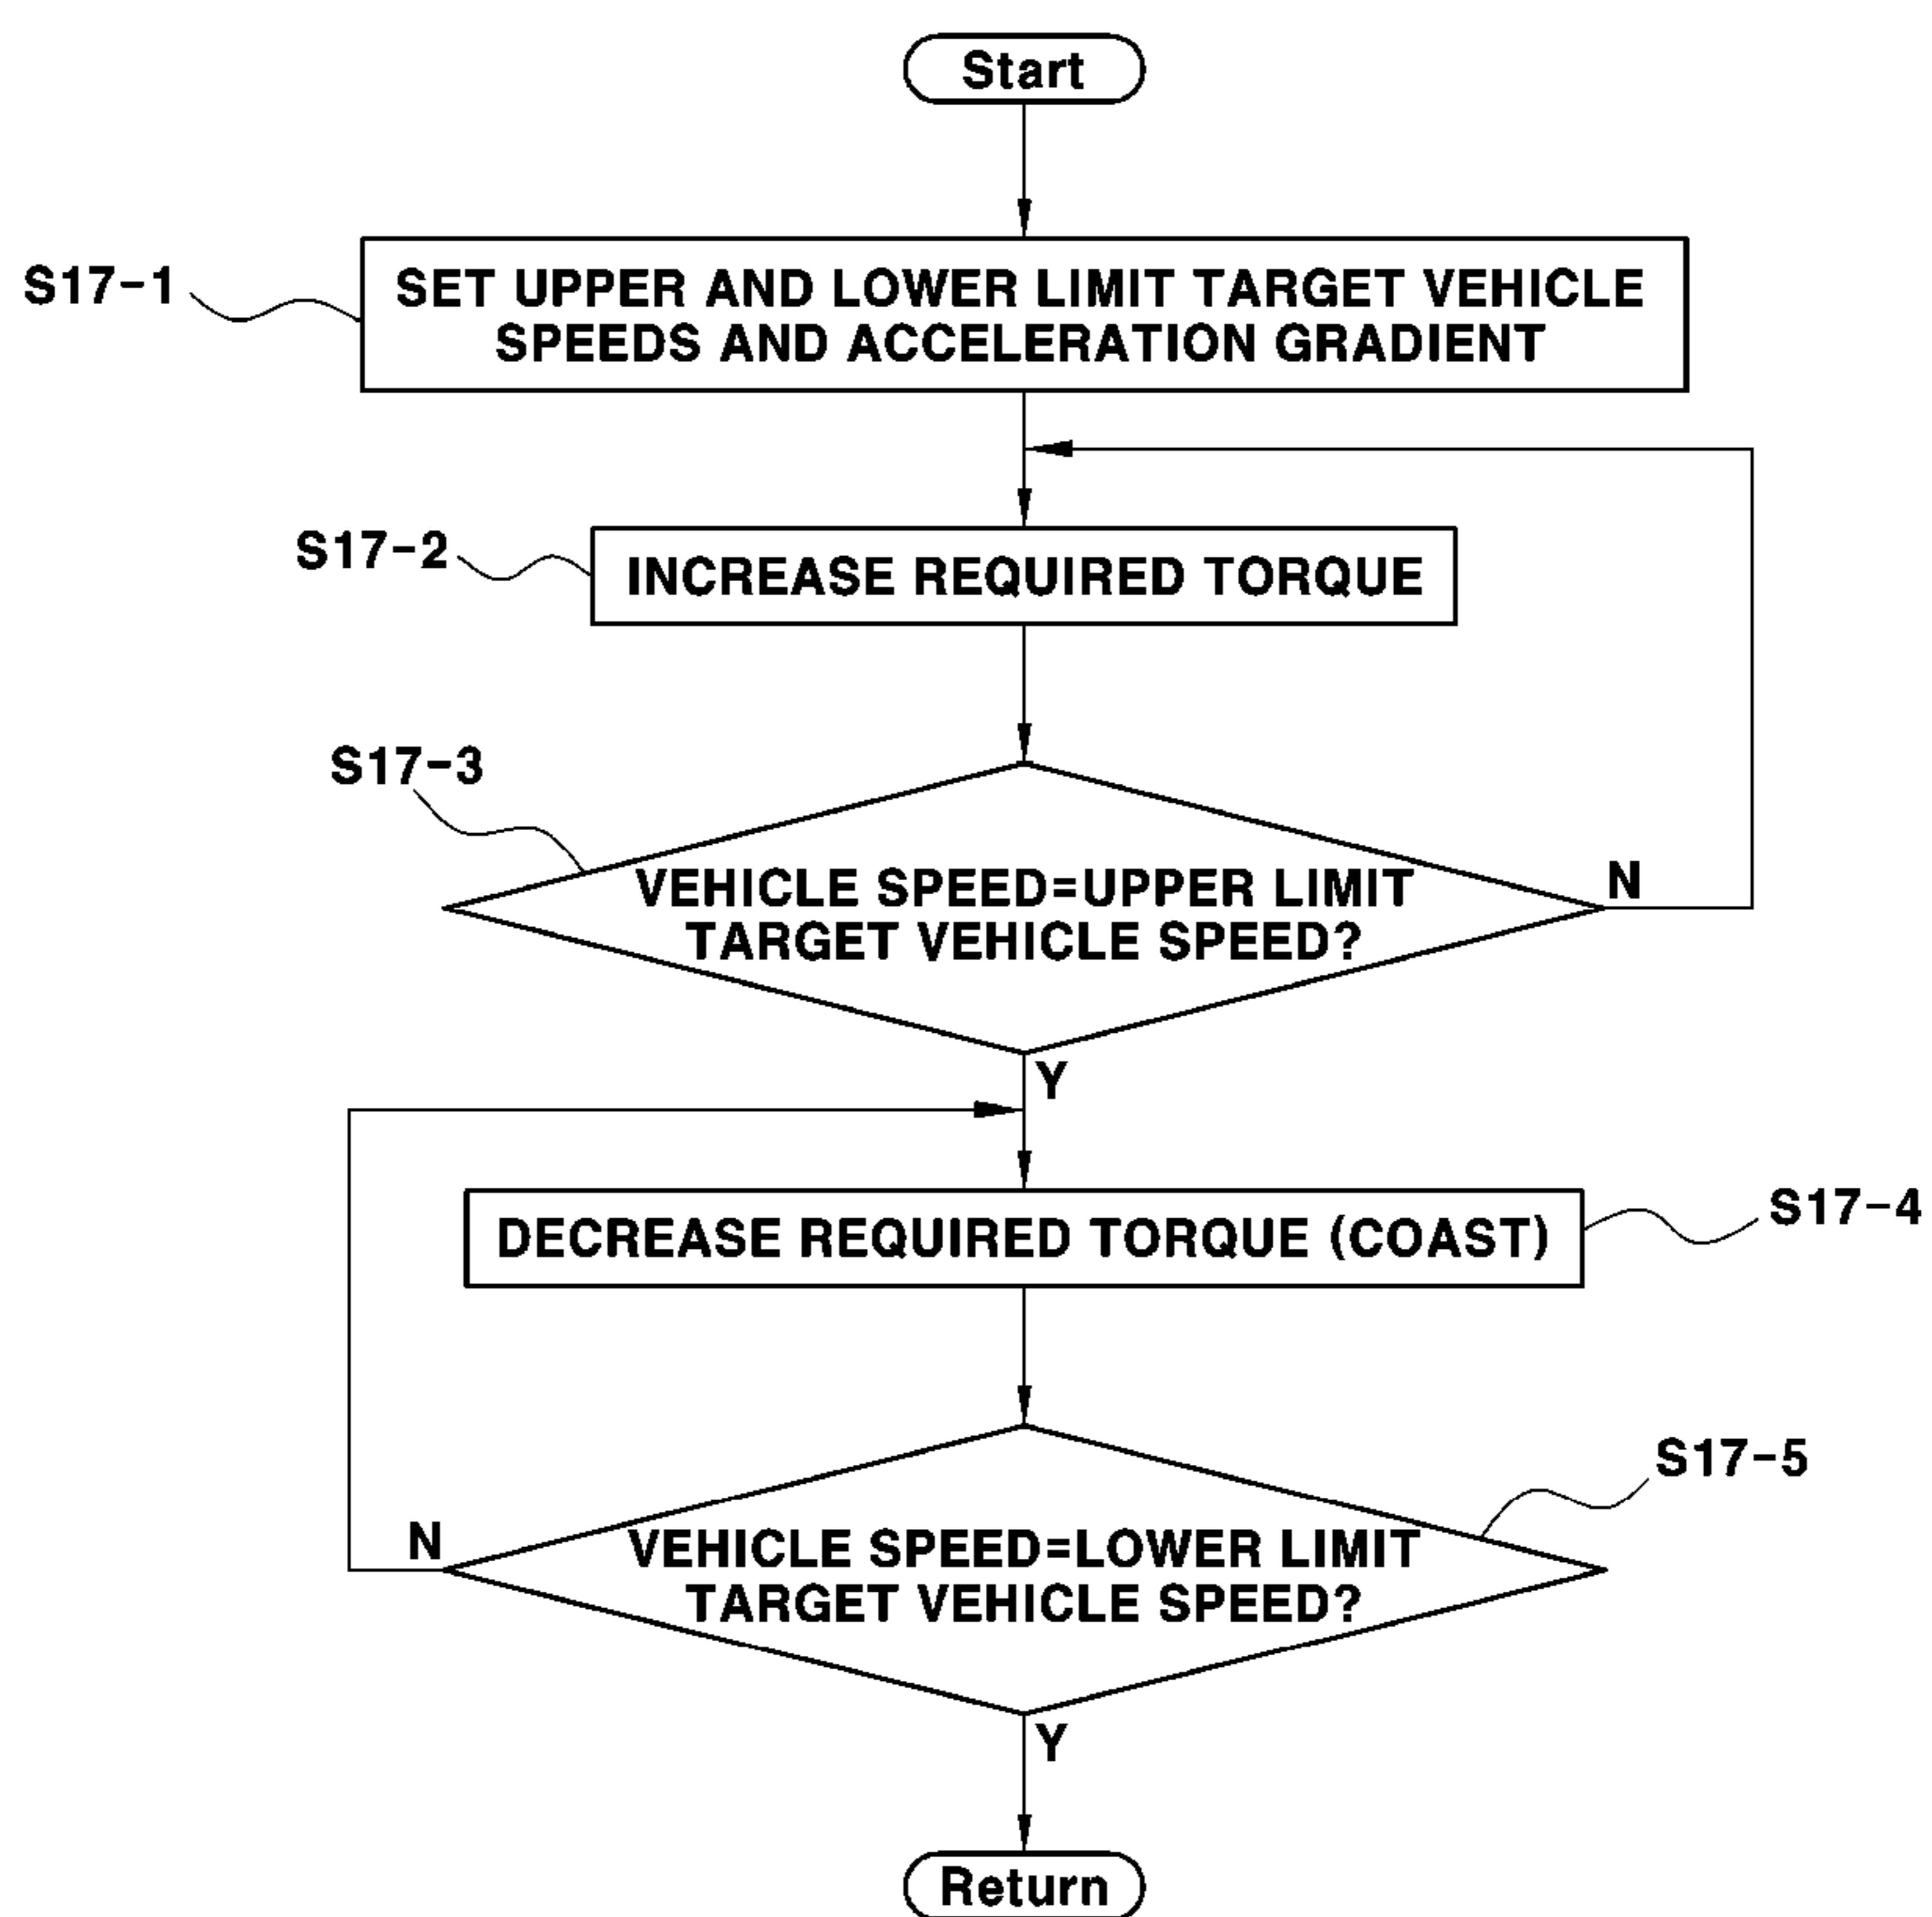 Start
S17-1
SET UPPER AND LOWER LIMIT TARGET VEHICLE
SPEEDS AND ACCELERATION GRADIENT
S17-2
INCREASE REQUIRED TORQUE
S17-3
VEHICLE SPEED=UPPER LIMIT
TARGET VEHICLE SPEED?
N
Y
DECREASE REQUIRED TORQUE (COAST)
S17-4
S17-5
VEHICLE SPEED=LOWER LIMIT
TARGET VEHICLE SPEED?
N
Y
Return